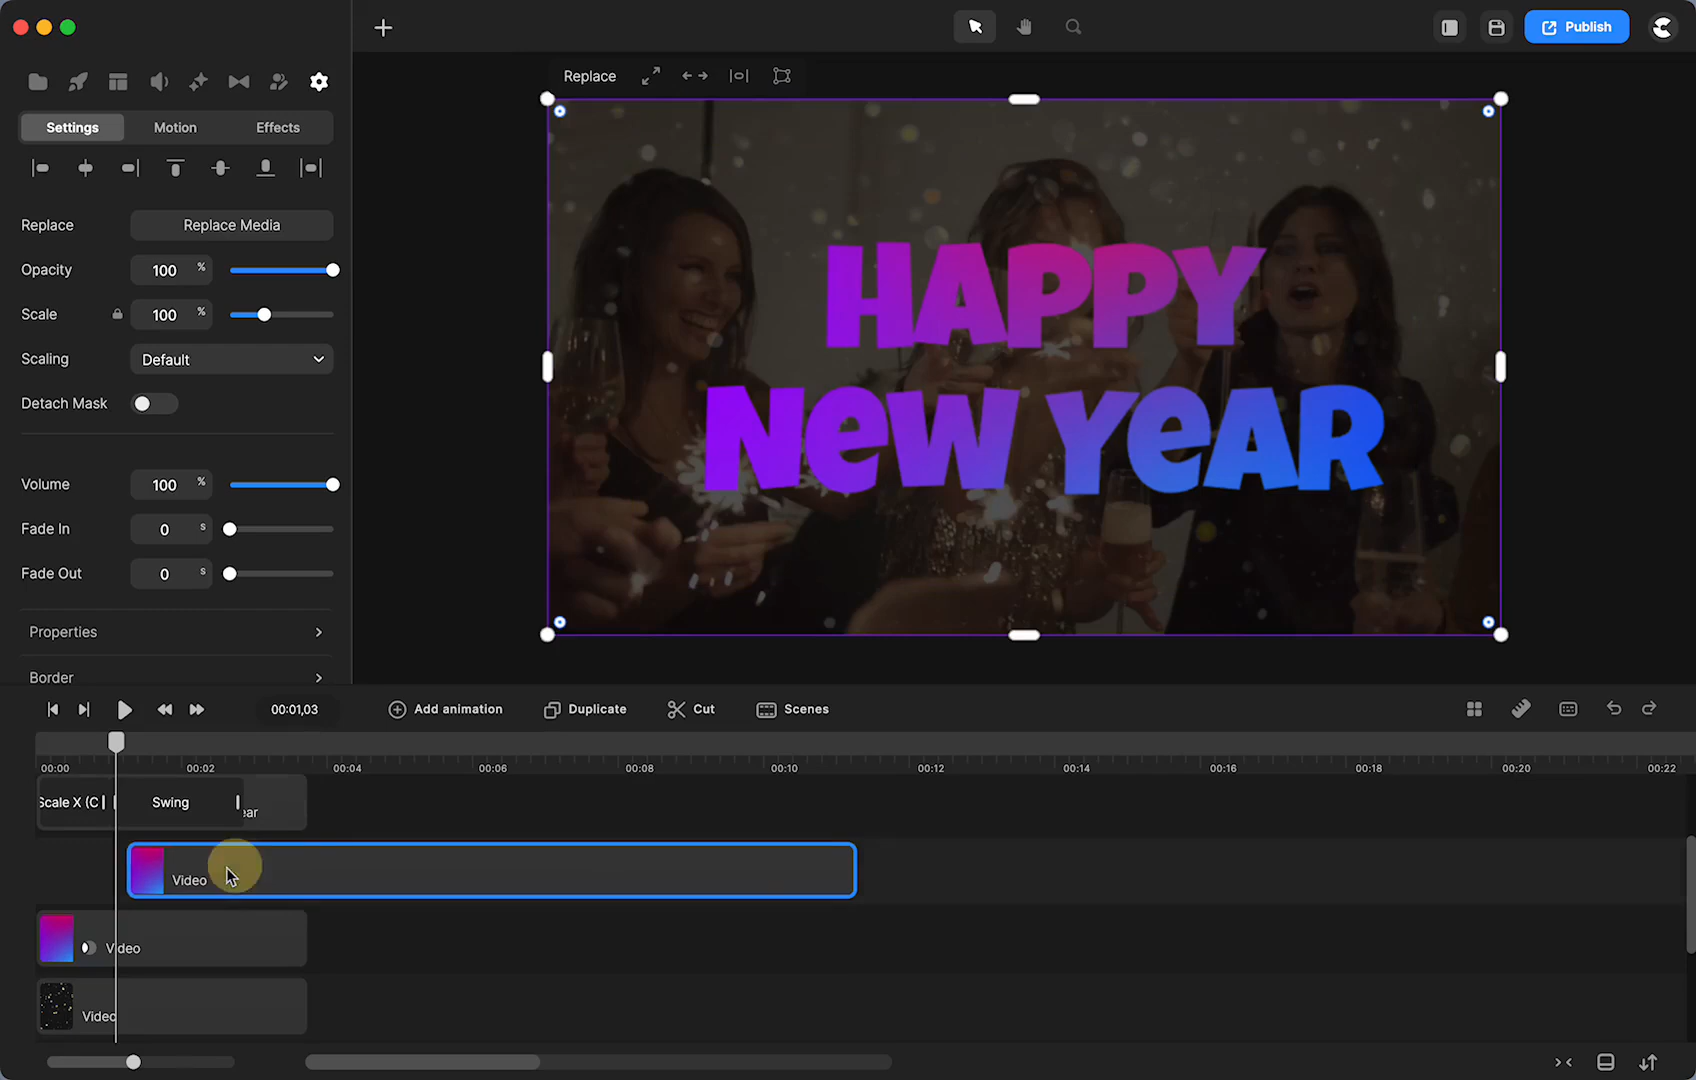 Publish
Replace
Settings Motion Effects
Replace Replace Media
Opacity 100 %
Scale 100 %
Scaling Default
Detach Mask
Volume 100 %
Fade In 0 s
Fade Out 0 s
Properties
Border
HAPPY
NEW YEAR
00:01,03 Add animation Duplicate Cut Scenes
00:00 00:02 00:04 00:06 00:08 00:10 00:12 00:14 00:16 00:18 00:20 00:22
Scale X (C Swing ear
Video
Video
Video